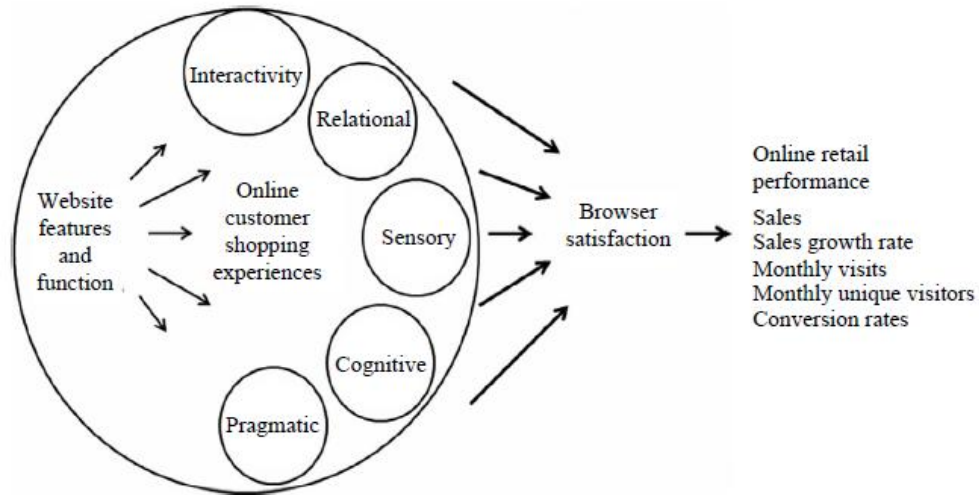 Interactivity
Relational
Website
features
and
function
Online
customer
shopping
experiences
Sensory
Cognitive
Pragmatic
Browser
satisfaction
Online retail
performance
Sales
Sales growth rate
Monthly visits
Monthly unique visitors
Conversion rates